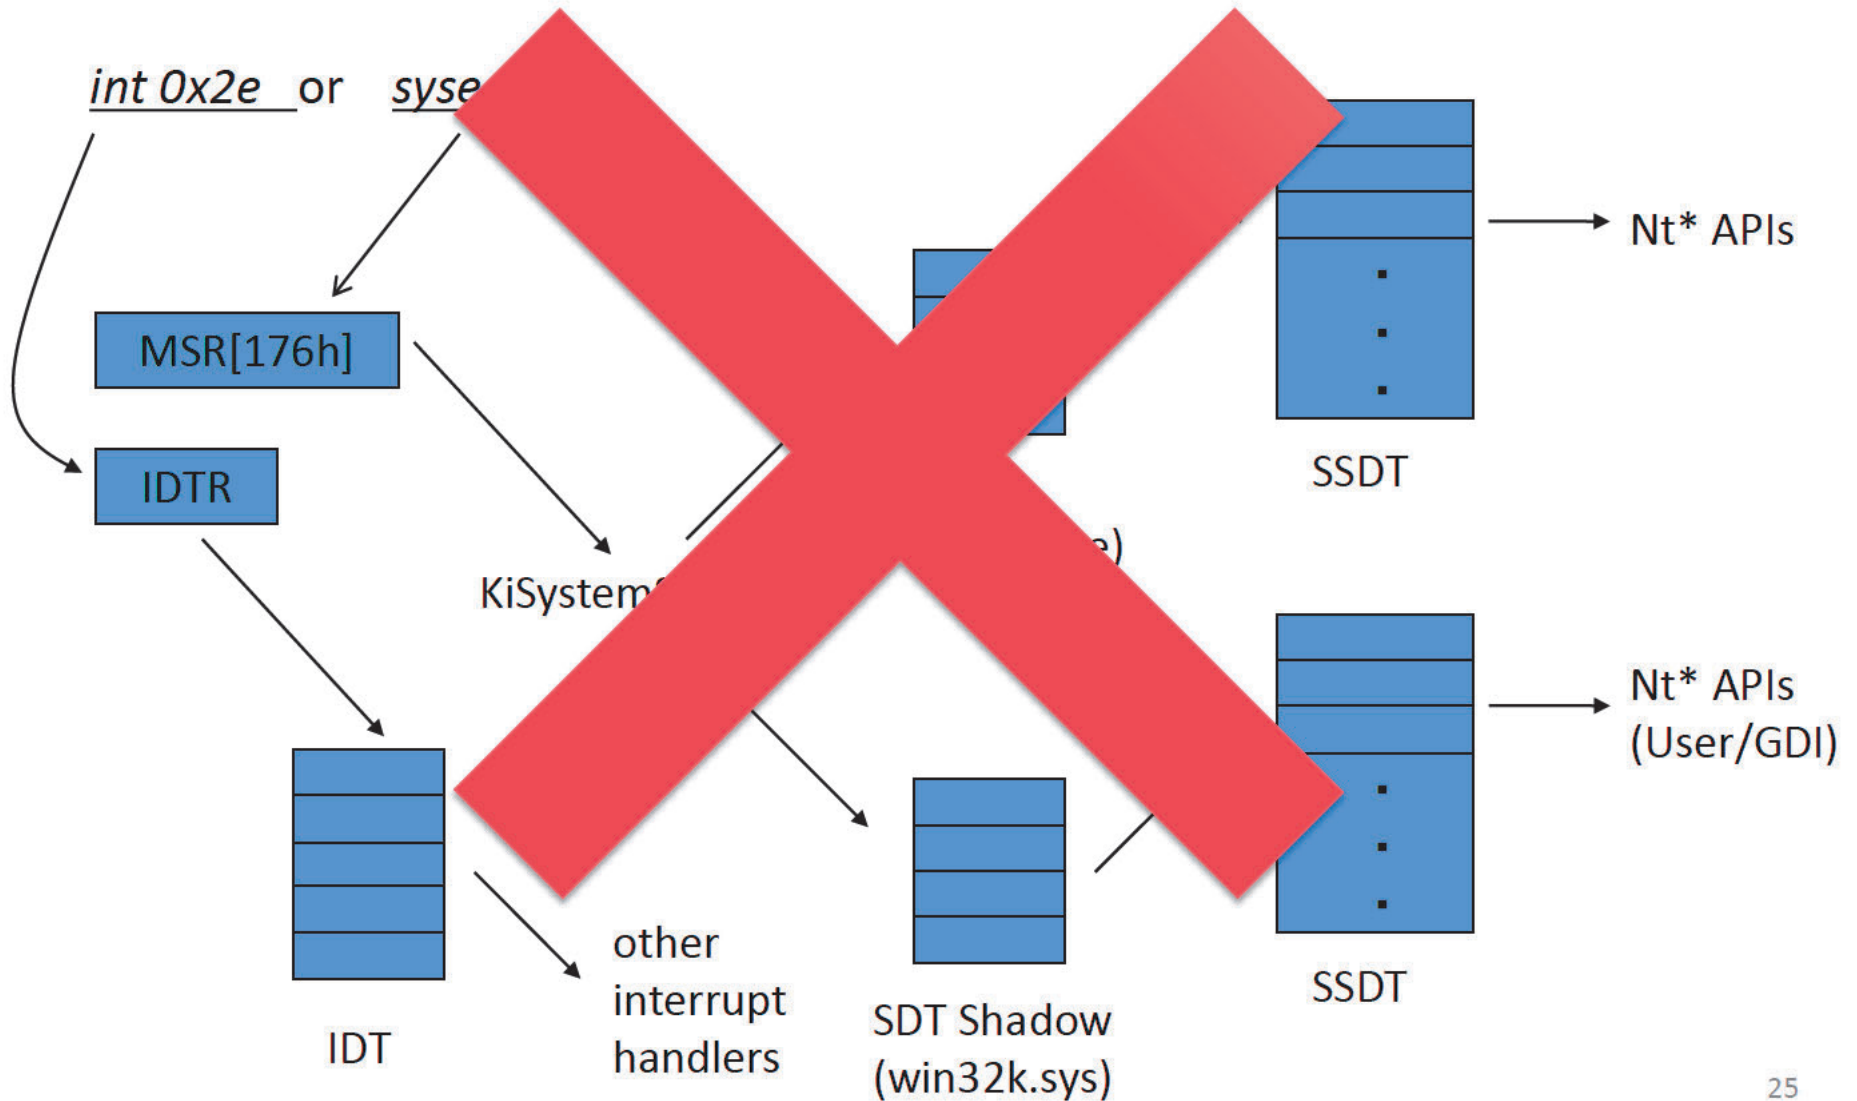 int 0x2e or syse
MSR[176h]
IDTR
KiSystem
e)
Nt* APIs
SSDT
Nt* APIs
(User/GDI)
SSDT
IDT
other
interrupt
handlers
SDT Shadow
(win32k.sys)
25